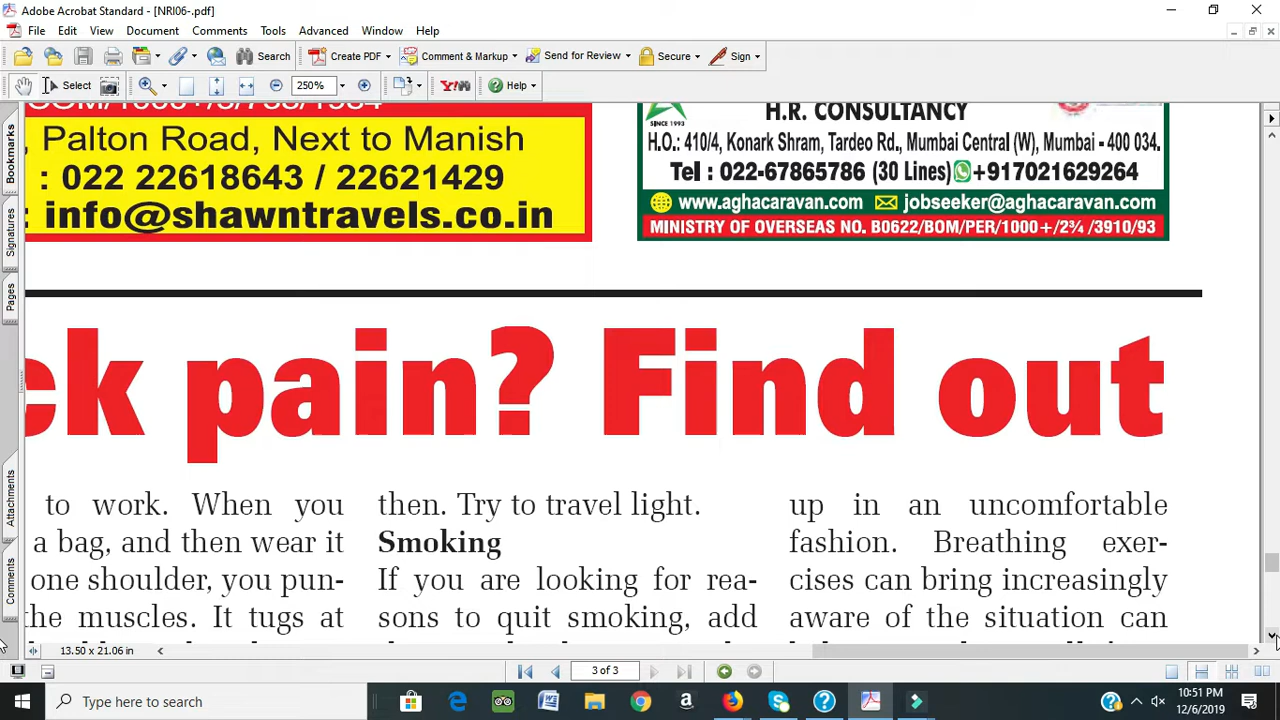 Adobe Acrobat Standard - [NRI06-.pdf]
File Edit View Document Comments Tools Advanced Window Help
Search Create PDF Comment & Markup Send for Review Secure Sign
Select 250% Y! Help
Bookmarks
Signatures
Pages
Attachments
Comments
, Palton Road, Next to Manish
: 022 22618643 / 22621429
: info@shawntravels.co.in
SINCE 1993
H.R. CONSULTANCY
H.O.: 410/4, Konark Shram, Tardeo Rd., Mumbai Central (W), Mumbai - 400 034.
Tel : 022-67865786 (30 Lines) +917021629264
www.aghacaravan.com jobseeker@aghacaravan.com
MINISTRY OF OVERSEAS NO. B0622/BOM/PER/1000+/2¾ /3910/93
ck pain? Find out
to work. When you
a bag, and then wear it
one shoulder, you pun-
the muscles. It tugs at
then. Try to travel light.
Smoking
If you are looking for rea-
sons to quit smoking, add
up in an uncomfortable
fashion. Breathing exer-
cises can bring increasingly
aware of the situation can
13.50 x 21.06 in
3 of 3
Type here to search
10:51 PM
12/6/2019